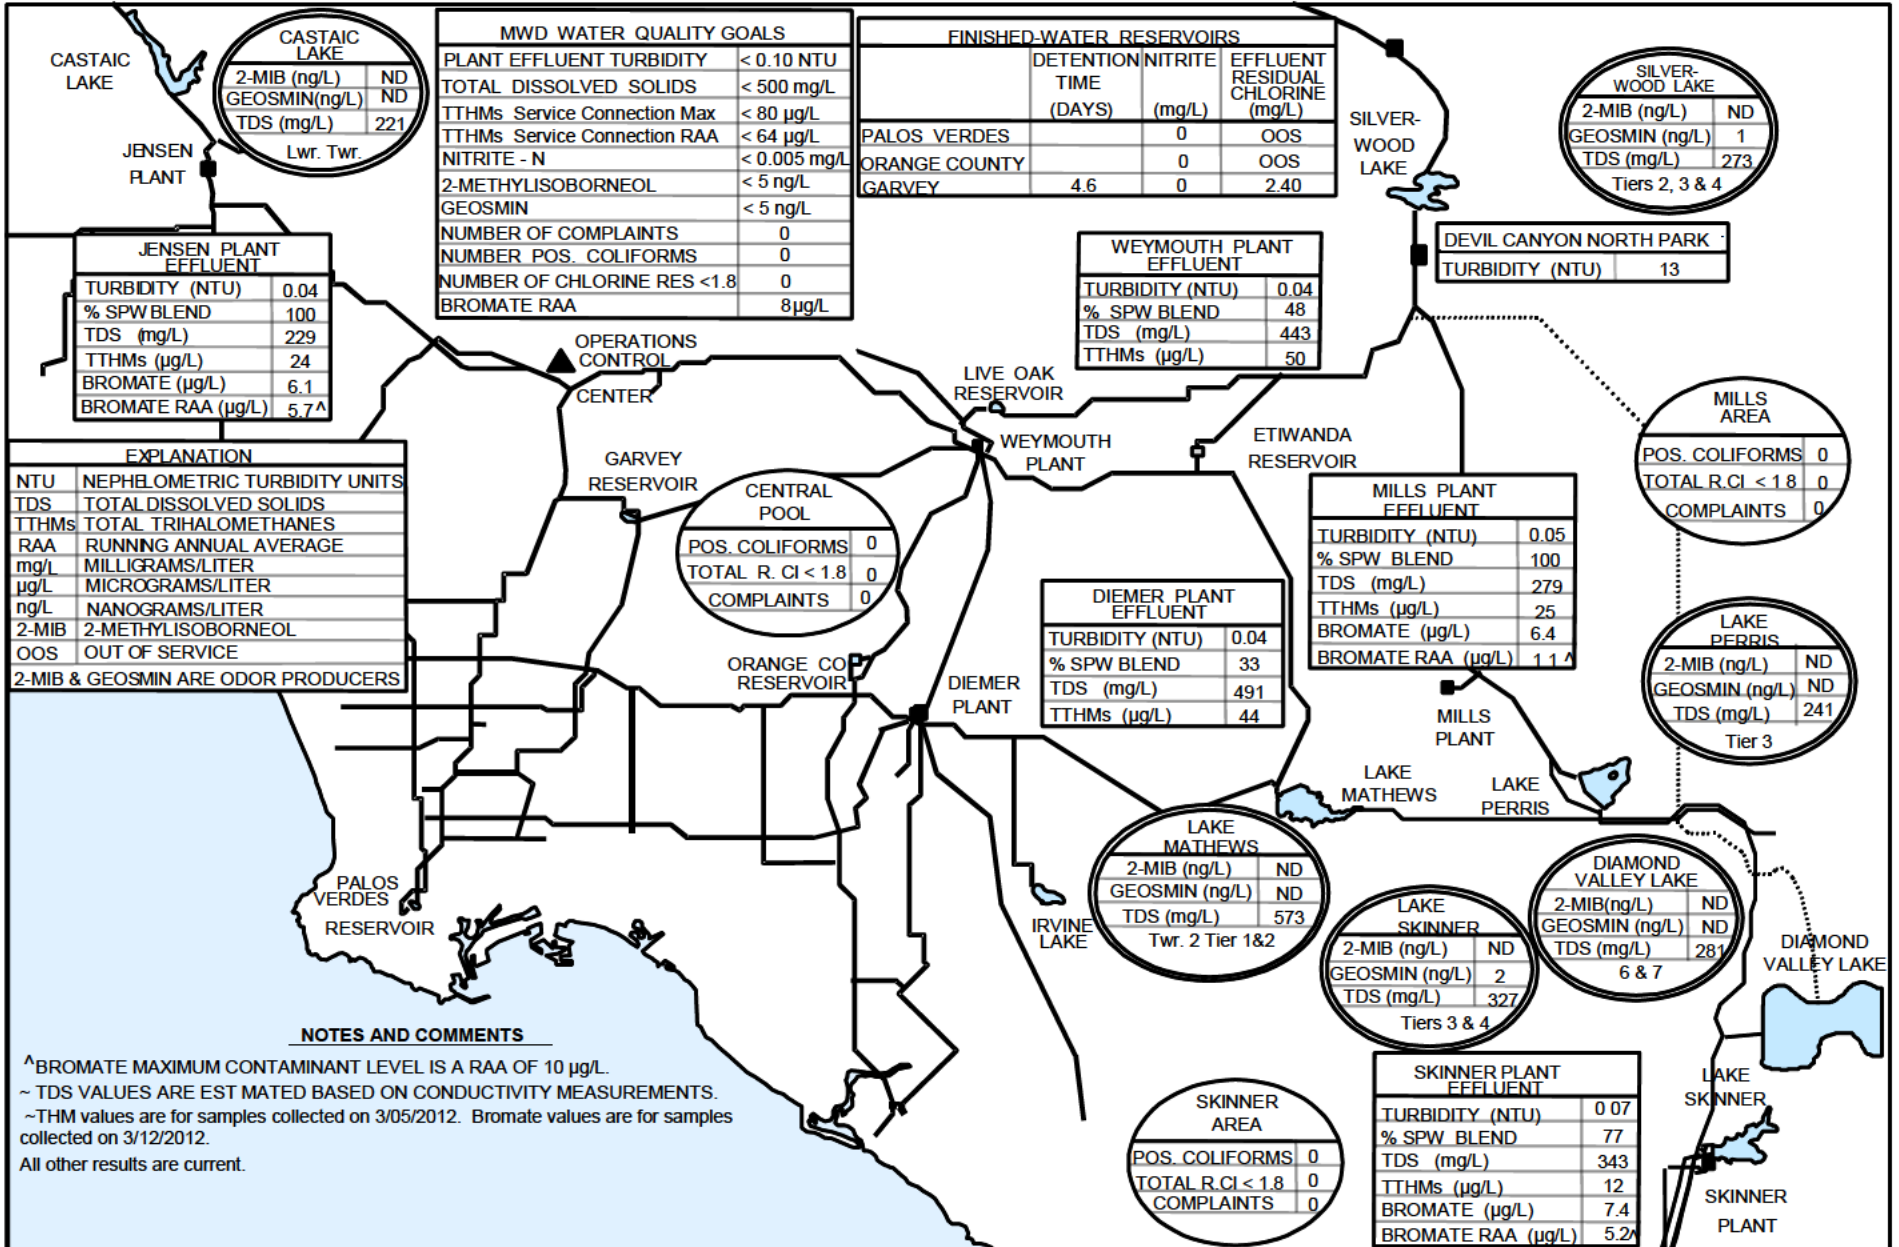 CASTAIC
LAKE
CASTAIC
LAKE
2-MIB (ng/L) ND
GEOSMIN(ng/L) ND
TDS (mg/L) 221
Lwr. Twr.
JENSEN
PLANT
MWD WATER QUALITY GOALS
PLANT EFFLUENT TURBIDITY < 0.10 NTU
TOTAL DISSOLVED SOLIDS < 500 mg/L
TTHMs Service Connection Max < 80 µg/L
TTHMs Service Connection RAA < 64 µg/L
NITRITE - N < 0.005 mg/L
2-METHYLISOBORNEOL < 5 ng/L
GEOSMIN < 5 ng/L
NUMBER OF COMPLAINTS 0
NUMBER POS. COLIFORMS 0
NUMBER OF CHLORINE RES <1.8 0
BROMATE RAA 8µg/L
FINISHED-WATER RESERVOIRS
DETENTION NITRITE EFFLUENT
TIME RESIDUAL
CHLORINE
(DAYS) (mg/L) (mg/L)
PALOS VERDES 0 OOS
ORANGE COUNTY 0 OOS
GARVEY 4.6 0 2.40
SILVER-
WOOD
LAKE
SILVER-
WOOD LAKE
2-MIB (ng/L) ND
GEOSMIN (ng/L) 1
TDS (mg/L) 273
Tiers 2, 3 & 4
DEVIL CANYON NORTH PARK
TURBIDITY (NTU) 13
JENSEN PLANT
EFFLUENT
TURBIDITY (NTU) 0.04
% SPW BLEND 100
TDS (mg/L) 229
TTHMs (µg/L) 24
BROMATE (µg/L) 6.1
BROMATE RAA (µg/L) 5.7^
WEYMOUTH PLANT
EFFLUENT
TURBIDITY (NTU) 0.04
% SPW BLEND 48
TDS (mg/L) 443
TTHMs (µg/L) 50
OPERATIONS
CONTROL
CENTER
LIVE OAK
RESERVOIR
WEYMOUTH
PLANT
ETIWANDA
RESERVOIR
MILLS
AREA
POS. COLIFORMS 0
TOTAL R.Cl < 1 8 0
COMPLAINTS 0
EXPLANATION
NTU NEPHELOMETRIC TURBIDITY UNITS
TDS TOTAL DISSOLVED SOLIDS
TTHMs TOTAL TRIHALOMETHANES
RAA RUNNING ANNUAL AVERAGE
mg/L MILLIGRAMS/LITER
µg/L MICROGRAMS/LITER
ng/L NANOGRAMS/LITER
2-MIB 2-METHYLISOBORNEOL
OOS OUT OF SERVICE
2-MIB & GEOSMIN ARE ODOR PRODUCERS
GARVEY
RESERVOIR
CENTRAL
POOL
POS. COLIFORMS 0
TOTAL R. Cl < 1.8 0
COMPLAINTS 0
MILLS PLANT
EFFLUENT
TURBIDITY (NTU) 0.05
% SPW BLEND 100
TDS (mg/L) 279
TTHMs (µg/L) 25
BROMATE (µg/L) 6.4
BROMATE RAA (µg/L) 1 1 ^
DIEMER PLANT
EFFLUENT
TURBIDITY (NTU) 0.04
% SPW BLEND 33
TDS (mg/L) 491
TTHMs (µg/L) 44
LAKE
PERRIS
2-MIB (ng/L) ND
GEOSMIN (ng/L) ND
TDS (mg/L) 241
Tier 3
ORANGE CO
RESERVOIR
DIEMER
PLANT
MILLS
PLANT
LAKE
MATHEWS
LAKE
PERRIS
LAKE
MATHEWS
2-MIB (ng/L) ND
GEOSMIN (ng/L) ND
TDS (mg/L) 573
Twr. 2 Tier 1&2
LAKE
SKINNER
2-MIB (ng/L) ND
GEOSMIN (ng/L) 2
TDS (mg/L) 327
Tiers 3 & 4
DIAMOND
VALLEY LAKE
2-MIB(ng/L) ND
GEOSMIN (ng/L) ND
TDS (mg/L) 281
6 & 7
DIAMOND
VALLEY LAKE
PALOS
VERDES
RESERVOIR
IRVINE
LAKE
NOTES AND COMMENTS
^BROMATE MAXIMUM CONTAMINANT LEVEL IS A RAA OF 10 µg/L.
~ TDS VALUES ARE EST MATED BASED ON CONDUCTIVITY MEASUREMENTS.
~THM values are for samples collected on 3/05/2012. Bromate values are for samples
collected on 3/12/2012.
All other results are current.
SKINNER
AREA
POS. COLIFORMS 0
TOTAL R.Cl < 1.8 0
COMPLAINTS 0
SKINNER PLANT
EFFLUENT
TURBIDITY (NTU) 0 07
% SPW BLEND 77
TDS (mg/L) 343
TTHMs (µg/L) 12
BROMATE (µg/L) 7.4
BROMATE RAA (µg/L) 5.2^
LAKE
SKINNER
SKINNER
PLANT